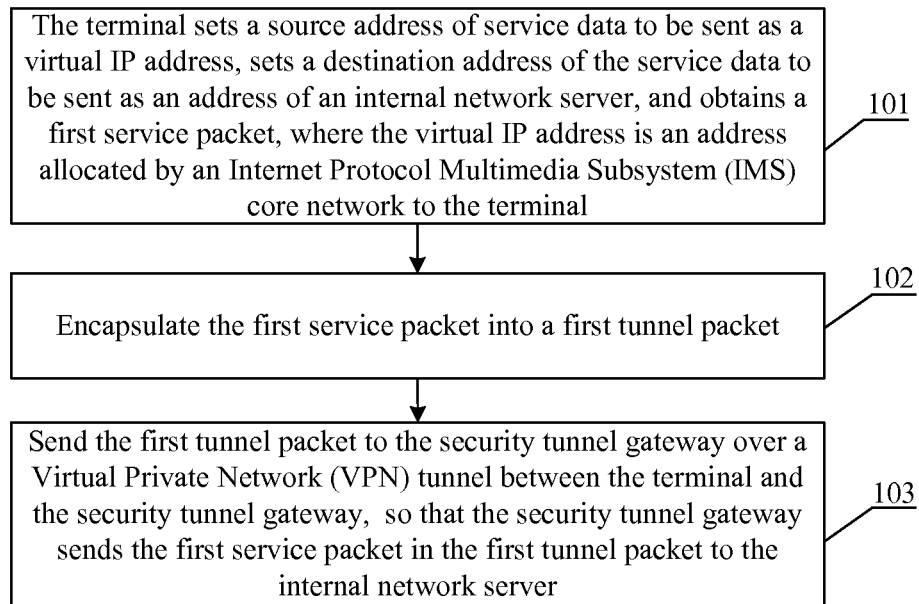 The terminal sets a source address of service data to be sent as a
virtual IP address, sets a destination address of the service data to
be sent as an address of an internal network server, and obtains a
first service packet, where the virtual IP address is an address
allocated by an Internet Protocol Multimedia Subsystem (IMS)
core network to the terminal
101
Encapsulate the first service packet into a first tunnel packet
102
Send the first tunnel packet to the security tunnel gateway over a
Virtual Private Network (VPN) tunnel between the terminal and
the security tunnel gateway, so that the security tunnel gateway
sends the first service packet in the first tunnel packet to the
internal network server
103